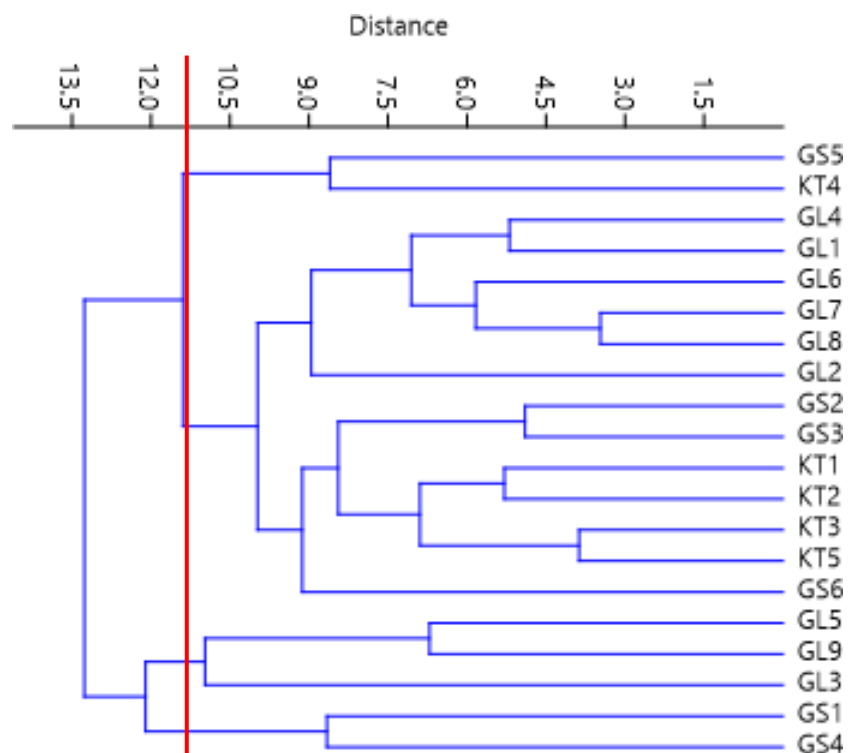 Distance
13.5 12.0 10.5 9.0 7.5 6.0 4.5 3.0 1.5
GS5
KT4
GL4
GL1
GL6
GL7
GL8
GL2
GS2
GS3
KT1
KT2
KT3
KT5
GS6
GL5
GL9
GL3
GS1
GS4